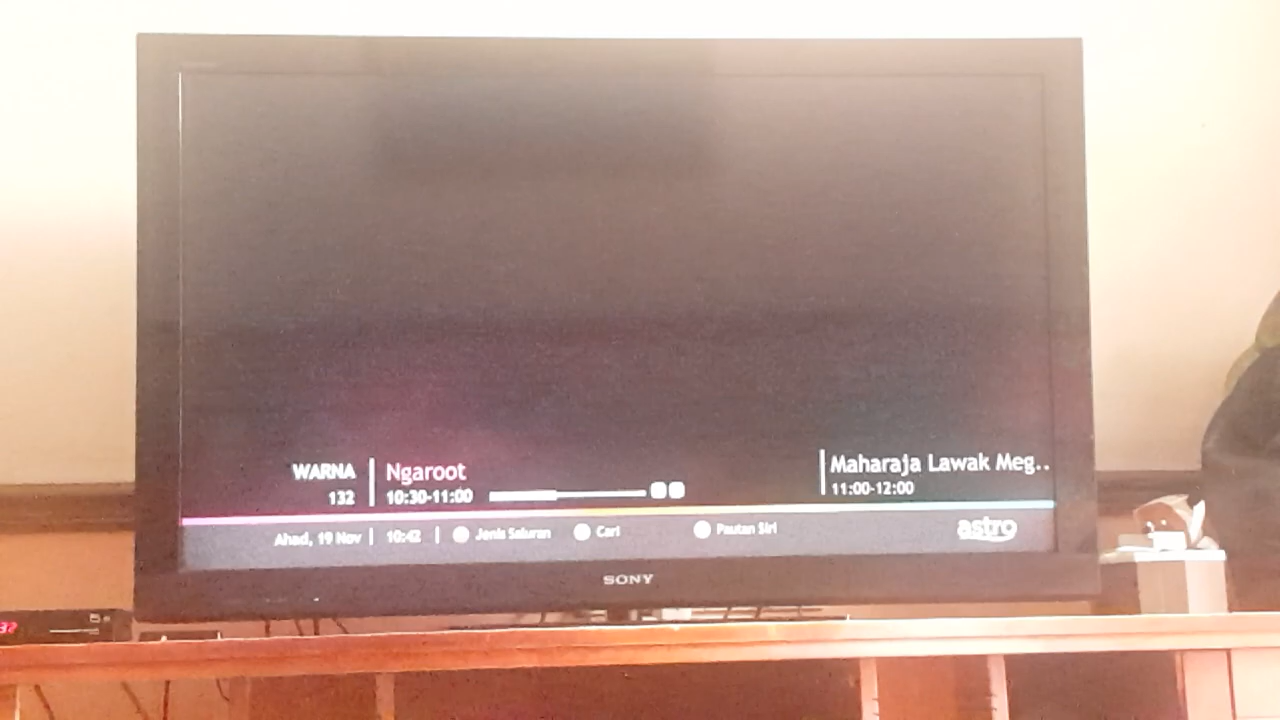 WARNA
132
Ngaroot
10:30-11:00
Maharaja Lawak Meg..
11:00-12:00
Ahad, 19 Nov
10:42
Jenis Saluran
Cari
Pautan Siri
astro
SONY
32